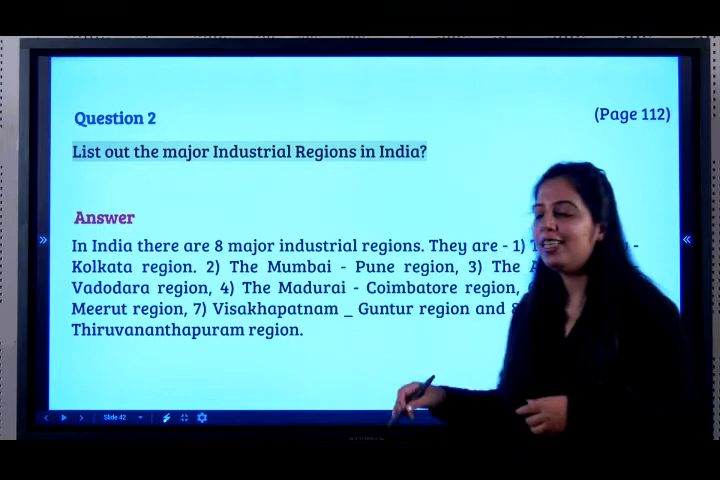 Question 2
(Page 112)
List out the major Industrial Regions in India?
Answer
In India there are 8 major industrial regions. They are - 1) -
Kolkata region. 2) The Mumbai - Pune region, 3) The
Vadodara region, 4) The Madurai - Coimbatore region,
Meerut region, 7) Visakhapatnam _ Guntur region and
Thiruvananthapuram region.
Slide 42